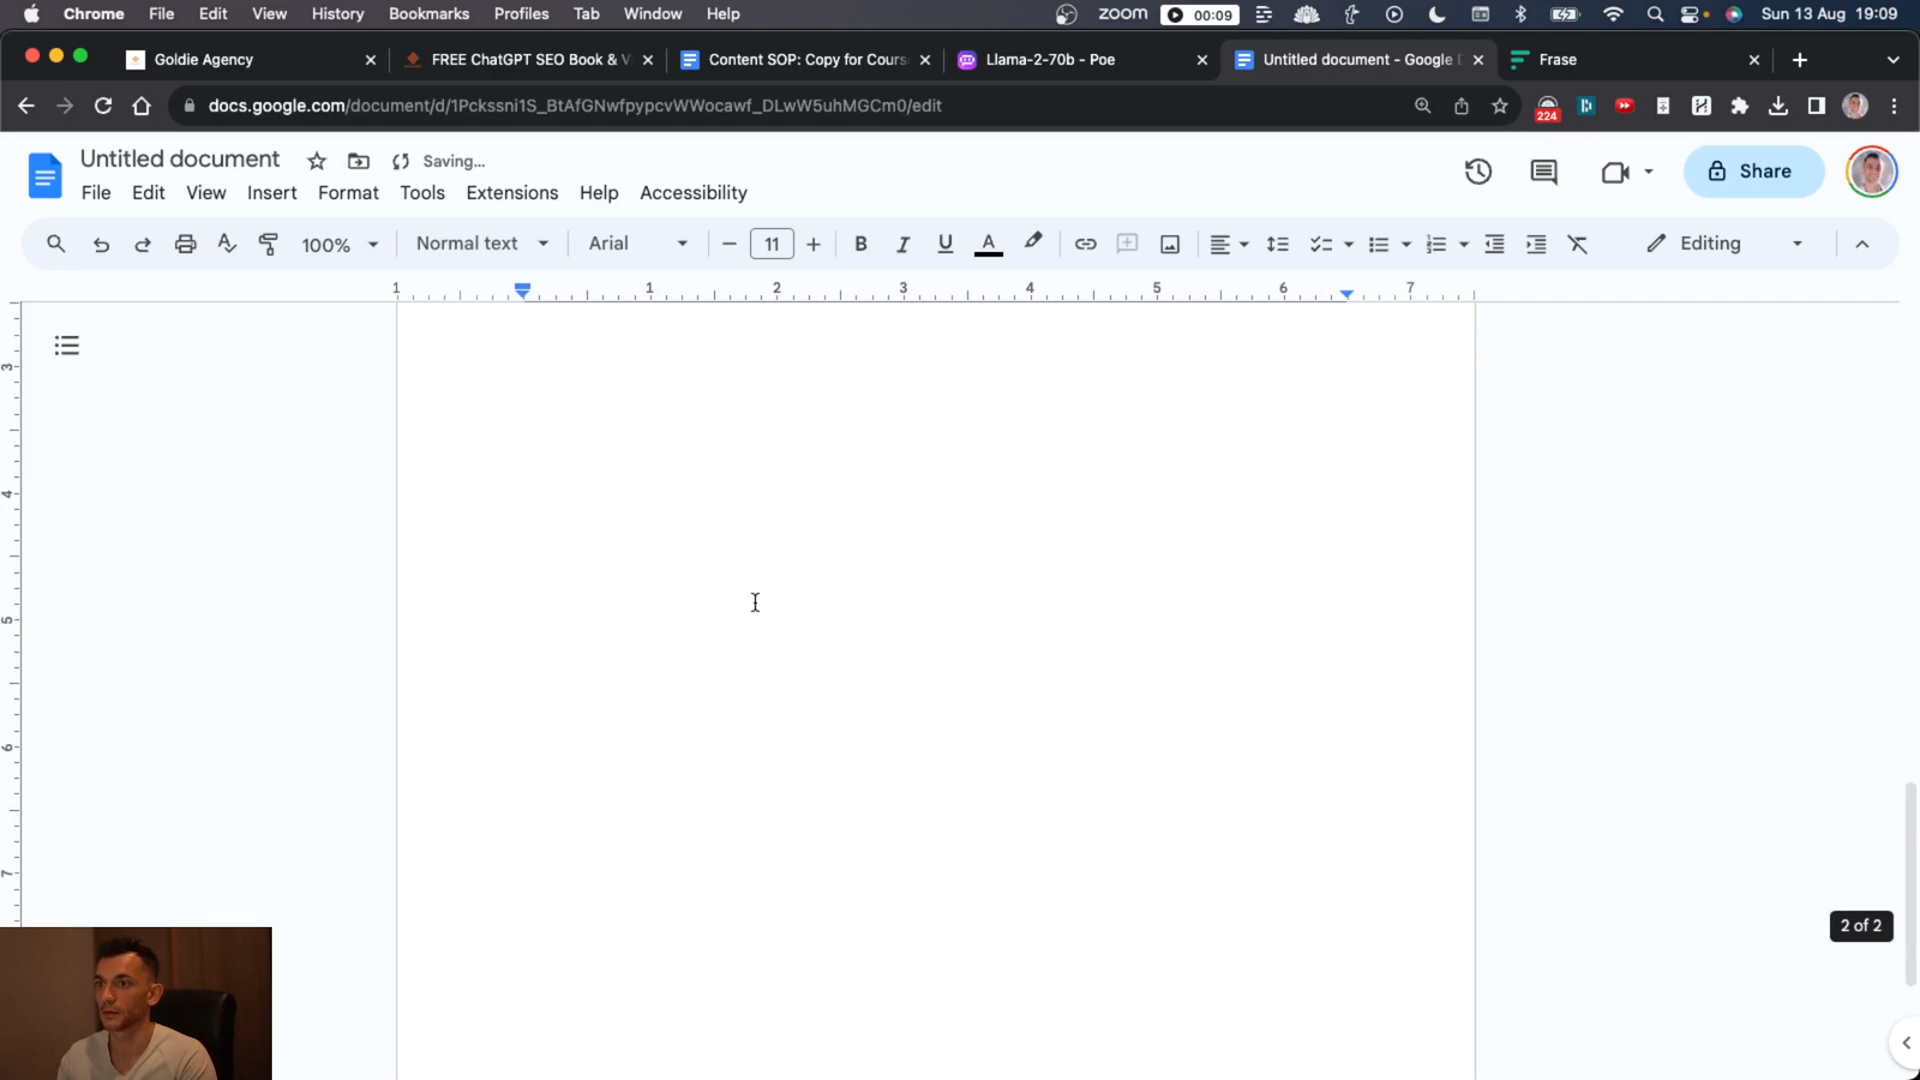 Chrome File Edit View History Bookmarks Profiles Tab Window Help zoom 00:09 Sun 13 Aug 19:09
Goldie Agency FREE ChatGPT SEO Book & V Content SOP: Copy for Cours Llama-2-70b - Poe Untitled document - Google D Frase
docs.google.com/document/d/1Pckssni1S_BtAfGNwfpypcvWWocawf_DLwW5uhMGCm0/edit 224
Untitled document Saving...
File Edit View Insert Format Tools Extensions Help Accessibility Share
100% Normal text Arial 11 B I U A Editing
1 1 2 3 4 5 6 7
3
4
5
6
7
2 of 2